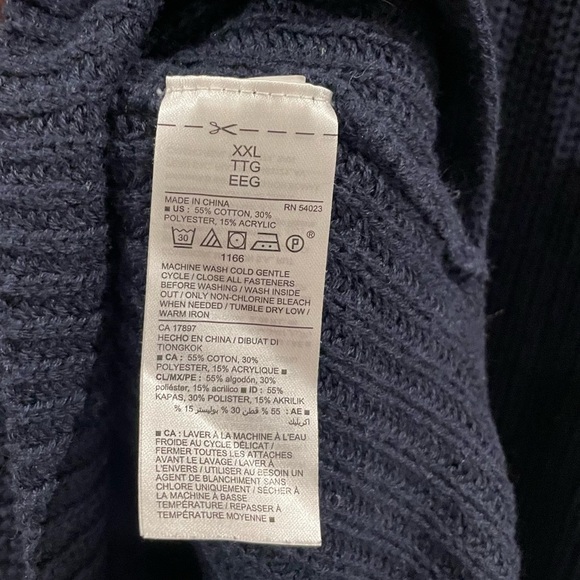 XXL
TTG
EEG
MADE IN CHINA RN 54023
■ US : 55% COTTON, 30%
POLYESTER, 15% ACRYLIC
30 P ®
1166
MACHINE WASH COLD GENTLE
CYCLE / CLOSE ALL FASTENERS
BEFORE WASHING / WASH INSIDE
OUT / ONLY NON-CHLORINE BLEACH
WHEN NEEDED / TUMBLE DRY LOW /
WARM IRON
CA 17897
HECHO EN CHINA / DIBUAT DI
TIONGKOK
■ CA : 55% COTON, 30%
POLYESTER, 15% ACRYLIQUE ■
CL/MX/PE : 55% algodón, 30%
poliéster, 15% acrílico ■ ID : 55%
KAPAS, 30% POLISTER, 15% AKRILIK
■ AE : 55 % قطن 30 % بوليستر 15 %
اكريليك
■ CA : LAVER À LA MACHINE À L'EAU
FROIDE AU CYCLE DÉLICAT /
FERMER TOUTES LES ATTACHES
AVANT LE LAVAGE / LAVER À
L'ENVERS / UTILISER AU BESOIN UN
AGENT DE BLANCHIMENT SANS
CHLORE UNIQUEMENT / SÉCHER À
LA MACHINE À BASSE
TEMPÉRATURE / REPASSER À
TEMPÉRATURE MOYENNE ■